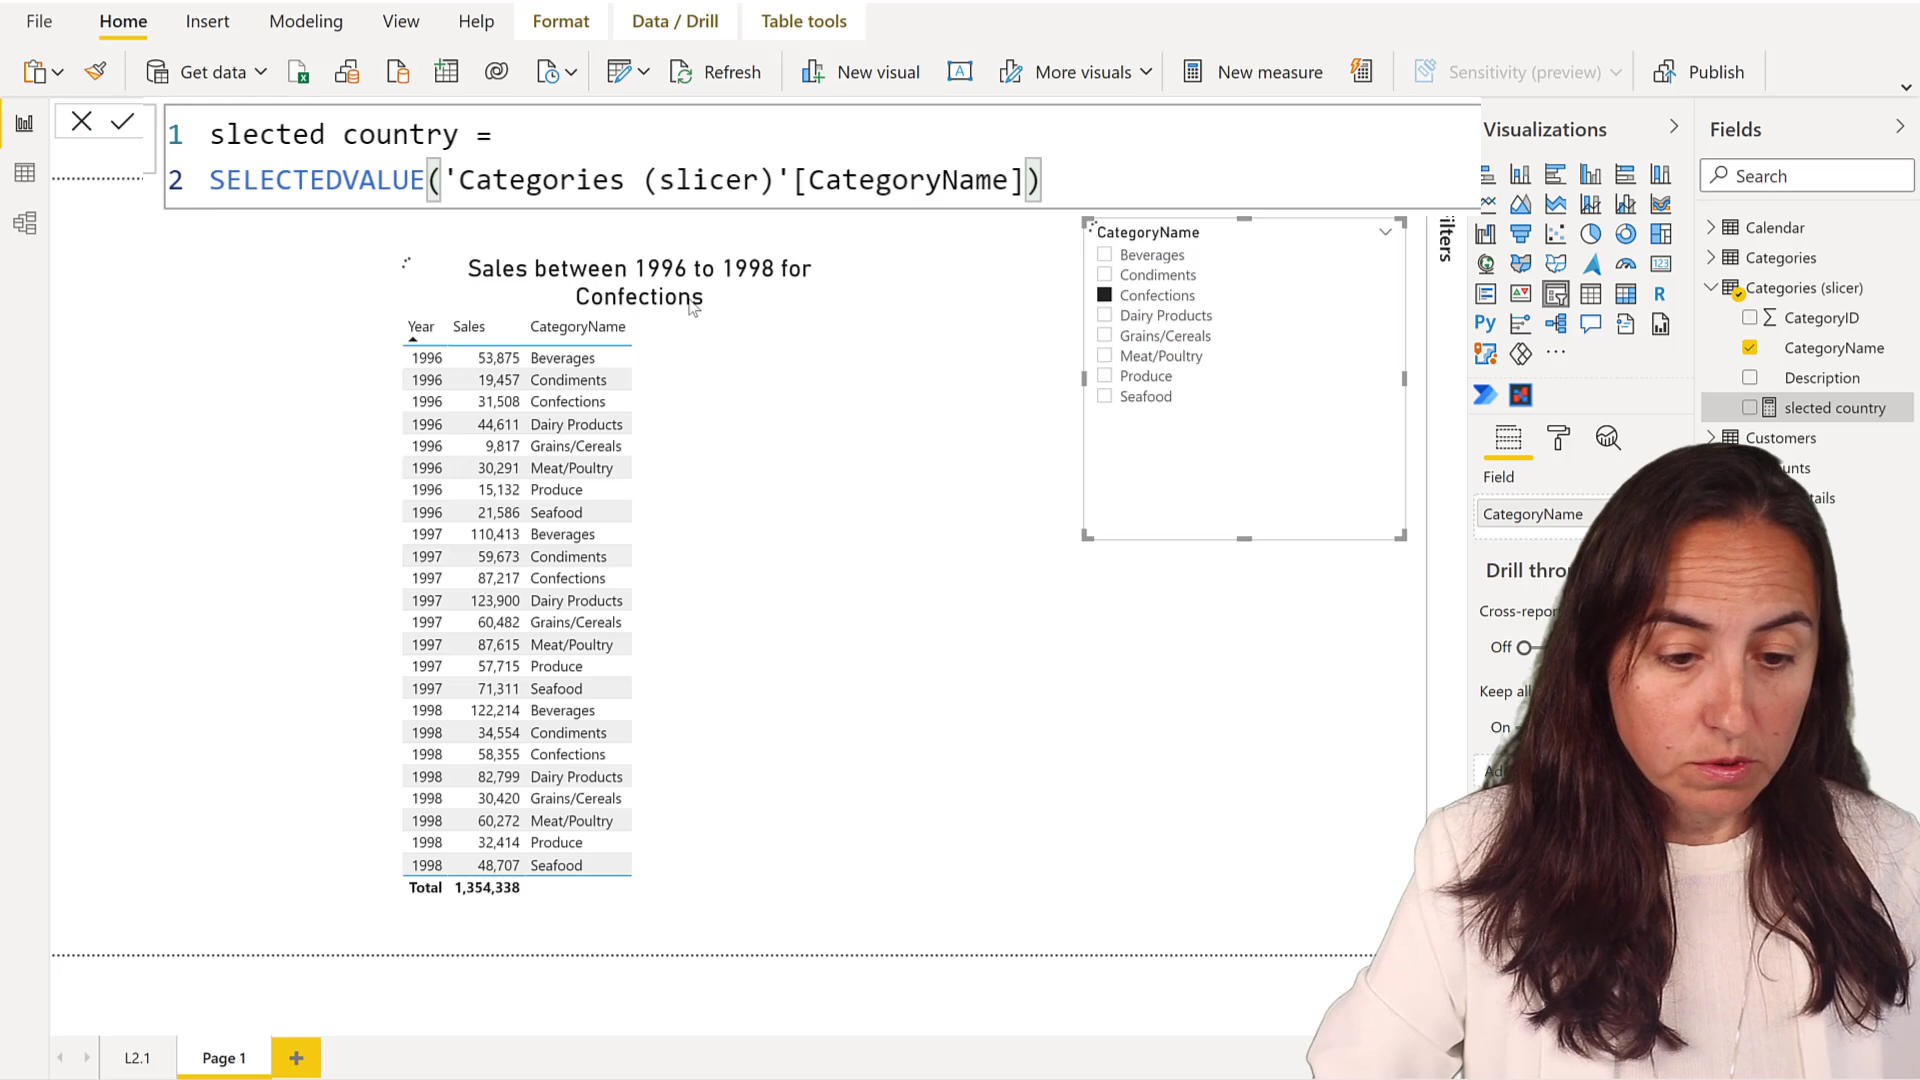 File Home Insert Modeling View Help Format Data / Drill Table tools
Get data Refresh New visual More visuals New measure Sensitivity (preview) Publish
1 slected country =
2 SELECTEDVALUE('Categories (slicer)'[CategoryName])
Sales between 1996 to 1998 for
Confections
Year Sales CategoryName
1996 53,875 Beverages
1996 19,457 Condiments
1996 31,508 Confections
1996 44,611 Dairy Products
1996 9,817 Grains/Cereals
1996 30,291 Meat/Poultry
1996 15,132 Produce
1996 21,586 Seafood
1997 110,413 Beverages
1997 59,673 Condiments
1997 87,217 Confections
1997 123,900 Dairy Products
1997 60,482 Grains/Cereals
1997 87,615 Meat/Poultry
1997 57,715 Produce
1997 71,311 Seafood
1998 122,214 Beverages
1998 34,554 Condiments
1998 58,355 Confections
1998 82,799 Dairy Products
1998 30,420 Grains/Cereals
1998 60,272 Meat/Poultry
1998 32,414 Produce
1998 48,707 Seafood
Total 1,354,338
CategoryName
Beverages
Condiments
Confections
Dairy Products
Grains/Cereals
Meat/Poultry
Produce
Seafood
Filters
Visualizations
123
R
Py
Field
CategoryName
Drill thro
Cross-repor
Off
Keep all
On
Ad
Fields
Search
Calendar
Categories
Categories (slicer)
CategoryID
CategoryName
Description
slected country
Customers
unts
tails
L2.1 Page 1